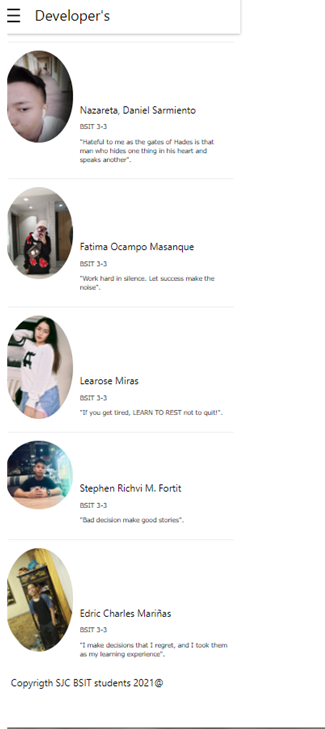 Developer's
Nazareta, Daniel Sarmiento
BSIT 3-3
"Hateful to me as the gates of Hades is that
man who hides one thing in his heart and
speaks another".
Fatima Ocampo Masanque
BSIT 3-3
"Work hard in silence. Let success make the
noise".
Learose Miras
BSIT 3-3
"If you get tired, LEARN TO REST not to quit!".
Stephen Richvi M. Fortit
BSIT 3-3
"Bad decision make good stories".
Edric Charles Mariñas
BSIT 3-3
"I make decisions that I regret, and I took them
as my learning experience".
Copyrigth SJC BSIT students 2021@